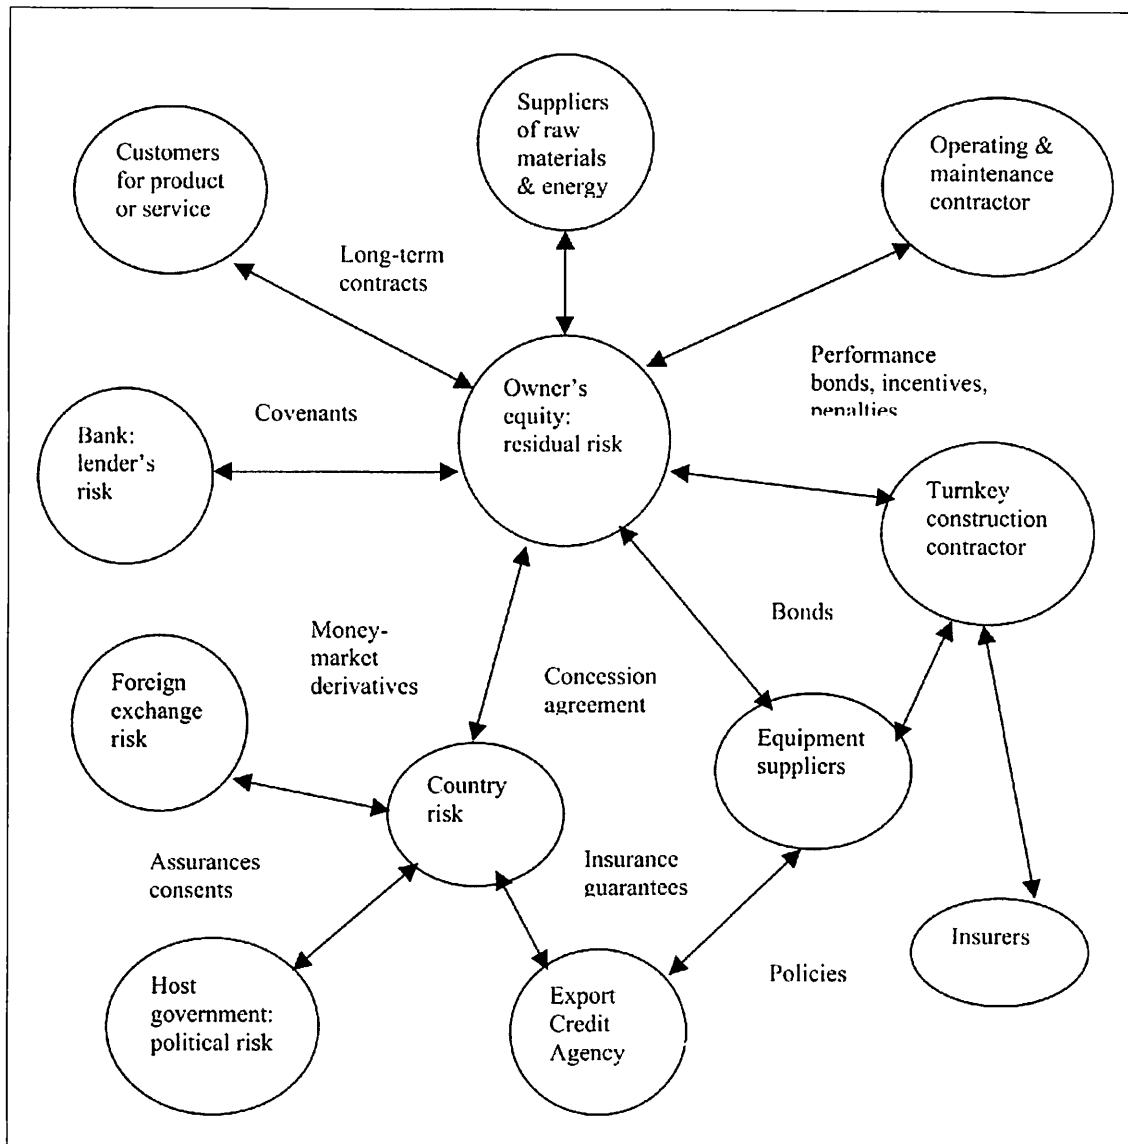 Suppliers
of raw
materials
& energy
Customers
for product
or service
Operating &
maintenance
contractor
Long-term
contracts
Performance
bonds, incentives,
penalties
Owner's
equity:
residual risk
Covenants
Bank:
lender's
risk
Turnkey
construction
contractor
Bonds
Money-
market
derivatives
Concession
agreement
Foreign
exchange
risk
Equipment
suppliers
Country
risk
Assurances
consents
Insurance
guarantees
Insurers
Policies
Host
government:
political risk
Export
Credit
Agency